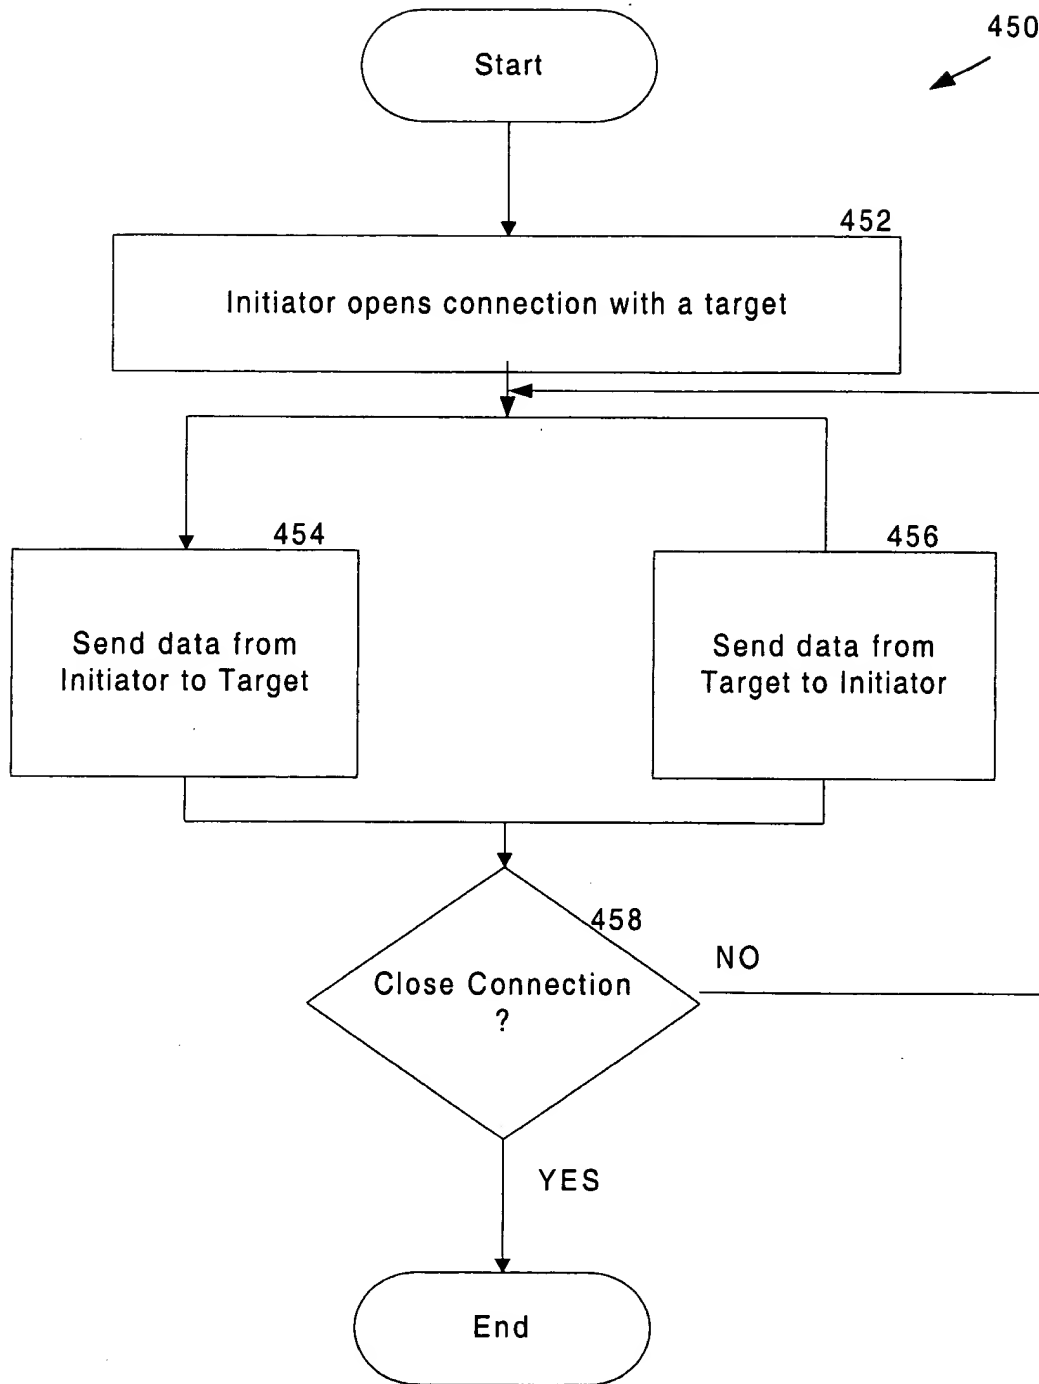 450
Start
452
Initiator opens connection with a target
454
Send data from
Initiator to Target
456
Send data from
Target to Initiator
458
Close Connection
?
NO
YES
End